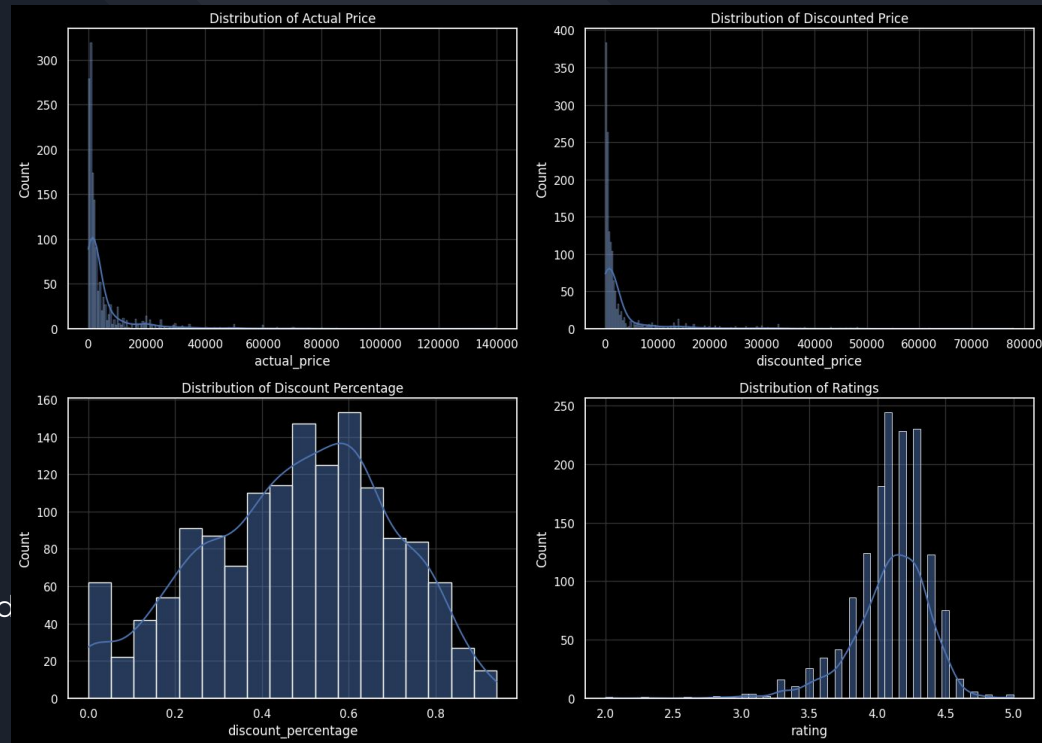 Distribution of Actual Price
300
250
200
150
100
50
0
Count
0 20000 40000 60000 80000 100000 120000 140000
actual_price
Distribution of Discounted Price
400
350
300
250
200
150
100
50
0
Count
0 10000 20000 30000 40000 50000 60000 70000 80000
discounted_price
Distribution of Discount Percentage
160
140
120
100
80
60
40
20
0
Count
0.0 0.2 0.4 0.6 0.8
discount_percentage
Distribution of Ratings
250
200
150
100
50
0
Count
2.0 2.5 3.0 3.5 4.0 4.5 5.0
rating